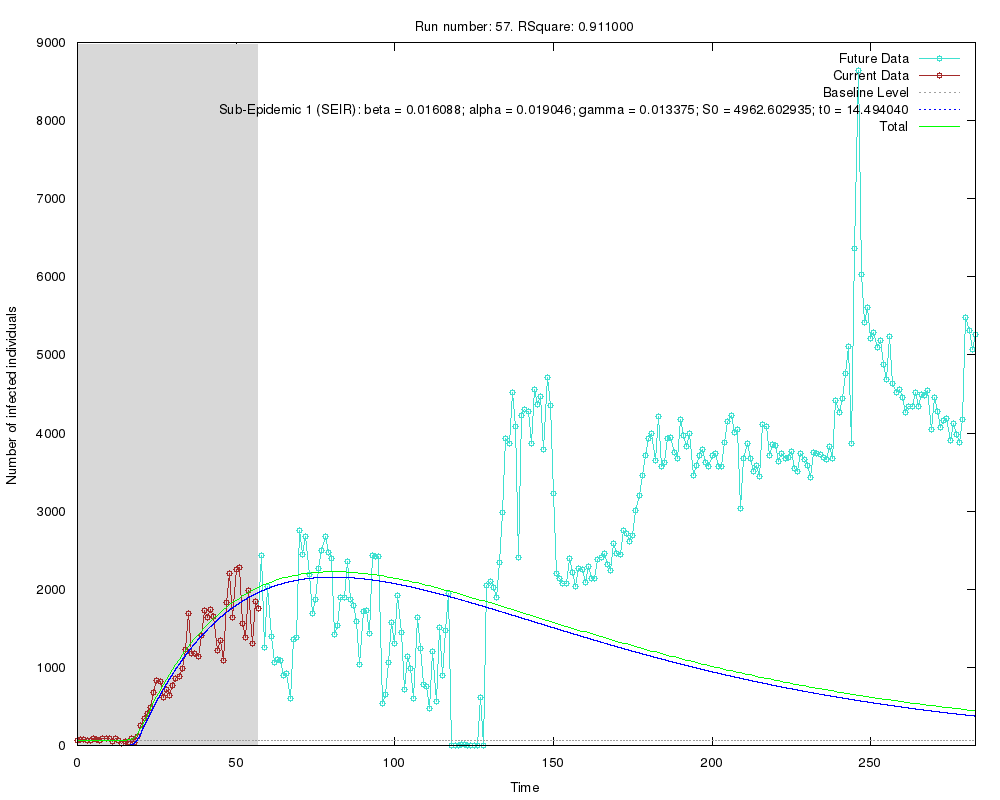 Run number: 57. RSquare: 0.911000
Future Data
Current Data
Baseline Level
Sub-Epidemic 1 (SEIR): beta = 0.016088; alpha = 0.019046; gamma = 0.013375; S0 = 4962.602935; t0 = 14.494040
Total
9000
8000
7000
6000
5000
4000
3000
2000
1000
0
Number of infected individuals
0 50 100 150 200 250
Time